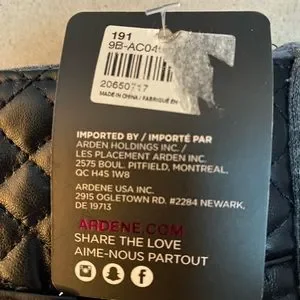 191
9B-AC04
20650717
MADE IN CHINA / FABRIQUÉ EN
IMPORTED BY / IMPORTÉ PAR
ARDEN HOLDINGS INC. /
LES PLACEMENT ARDEN INC.
2575 BOUL. PITFIELD, MONTREAL,
QC H4S 1W8
ARDENE USA INC.
2915 OGLETOWN RD. #2284 NEWARK,
DE 19713
ARDENE.COM
SHARE THE LOVE
AIME-NOUS PARTOUT